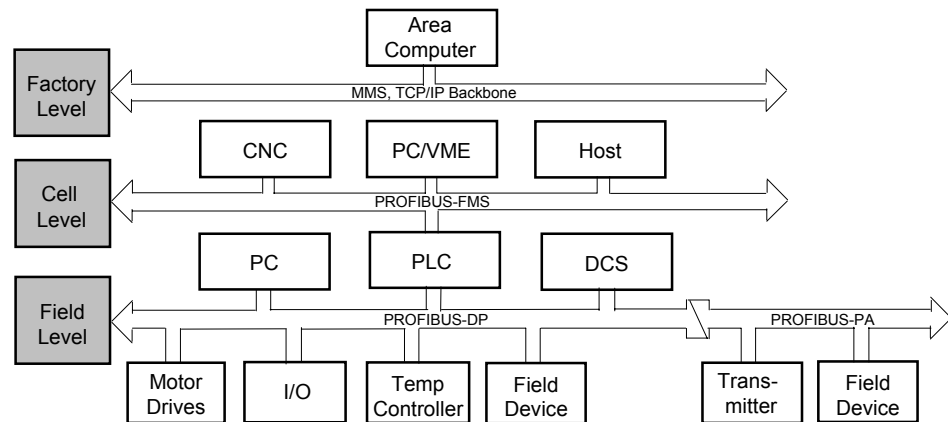 Area
Computer
Factory
Level
MMS, TCP/IP Backbone
CNC
PC/VME
Host
Cell
Level
PROFIBUS-FMS
PC
PLC
DCS
Field
Level
PROFIBUS-DP
PROFIBUS-PA
Motor
Drives
I/O
Temp
Controller
Field
Device
Trans-
mitter
Field
Device